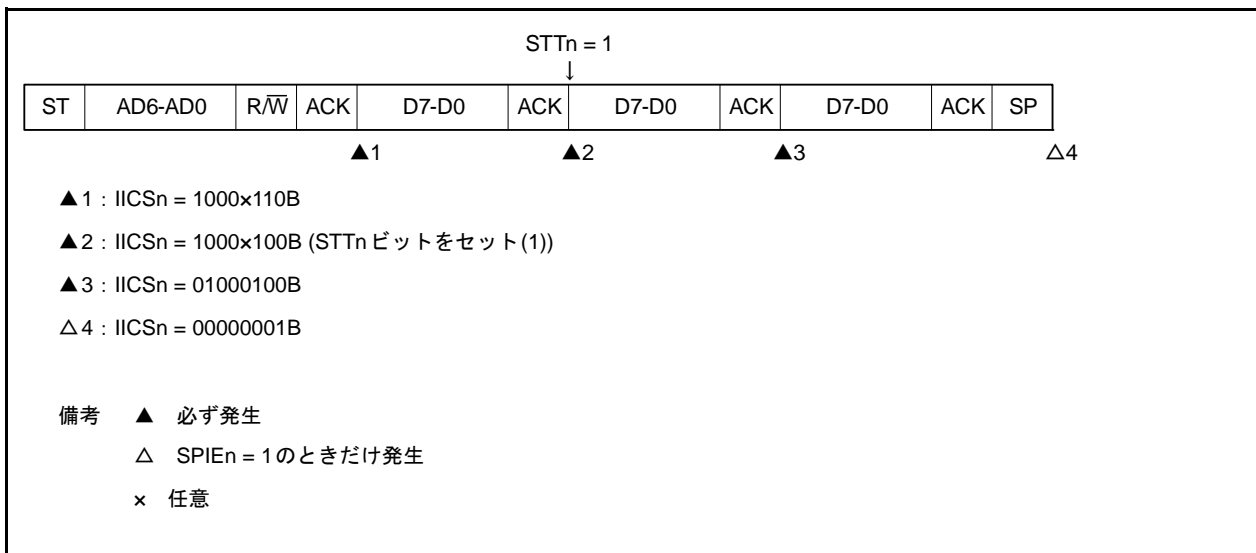 STTn = 1
↓
ST AD6-AD0 R/W̅ ACK D7-D0 ACK D7-D0 ACK D7-D0 ACK SP
▲1 ▲2 ▲3 △4
▲1：IICSn = 1000×110B
▲2：IICSn = 1000×100B (STTnビットをセット(1))
▲3：IICSn = 01000100B
△4：IICSn = 00000001B
備考 ▲ 必ず発生
△ SPIEn = 1のときだけ発生
× 任意